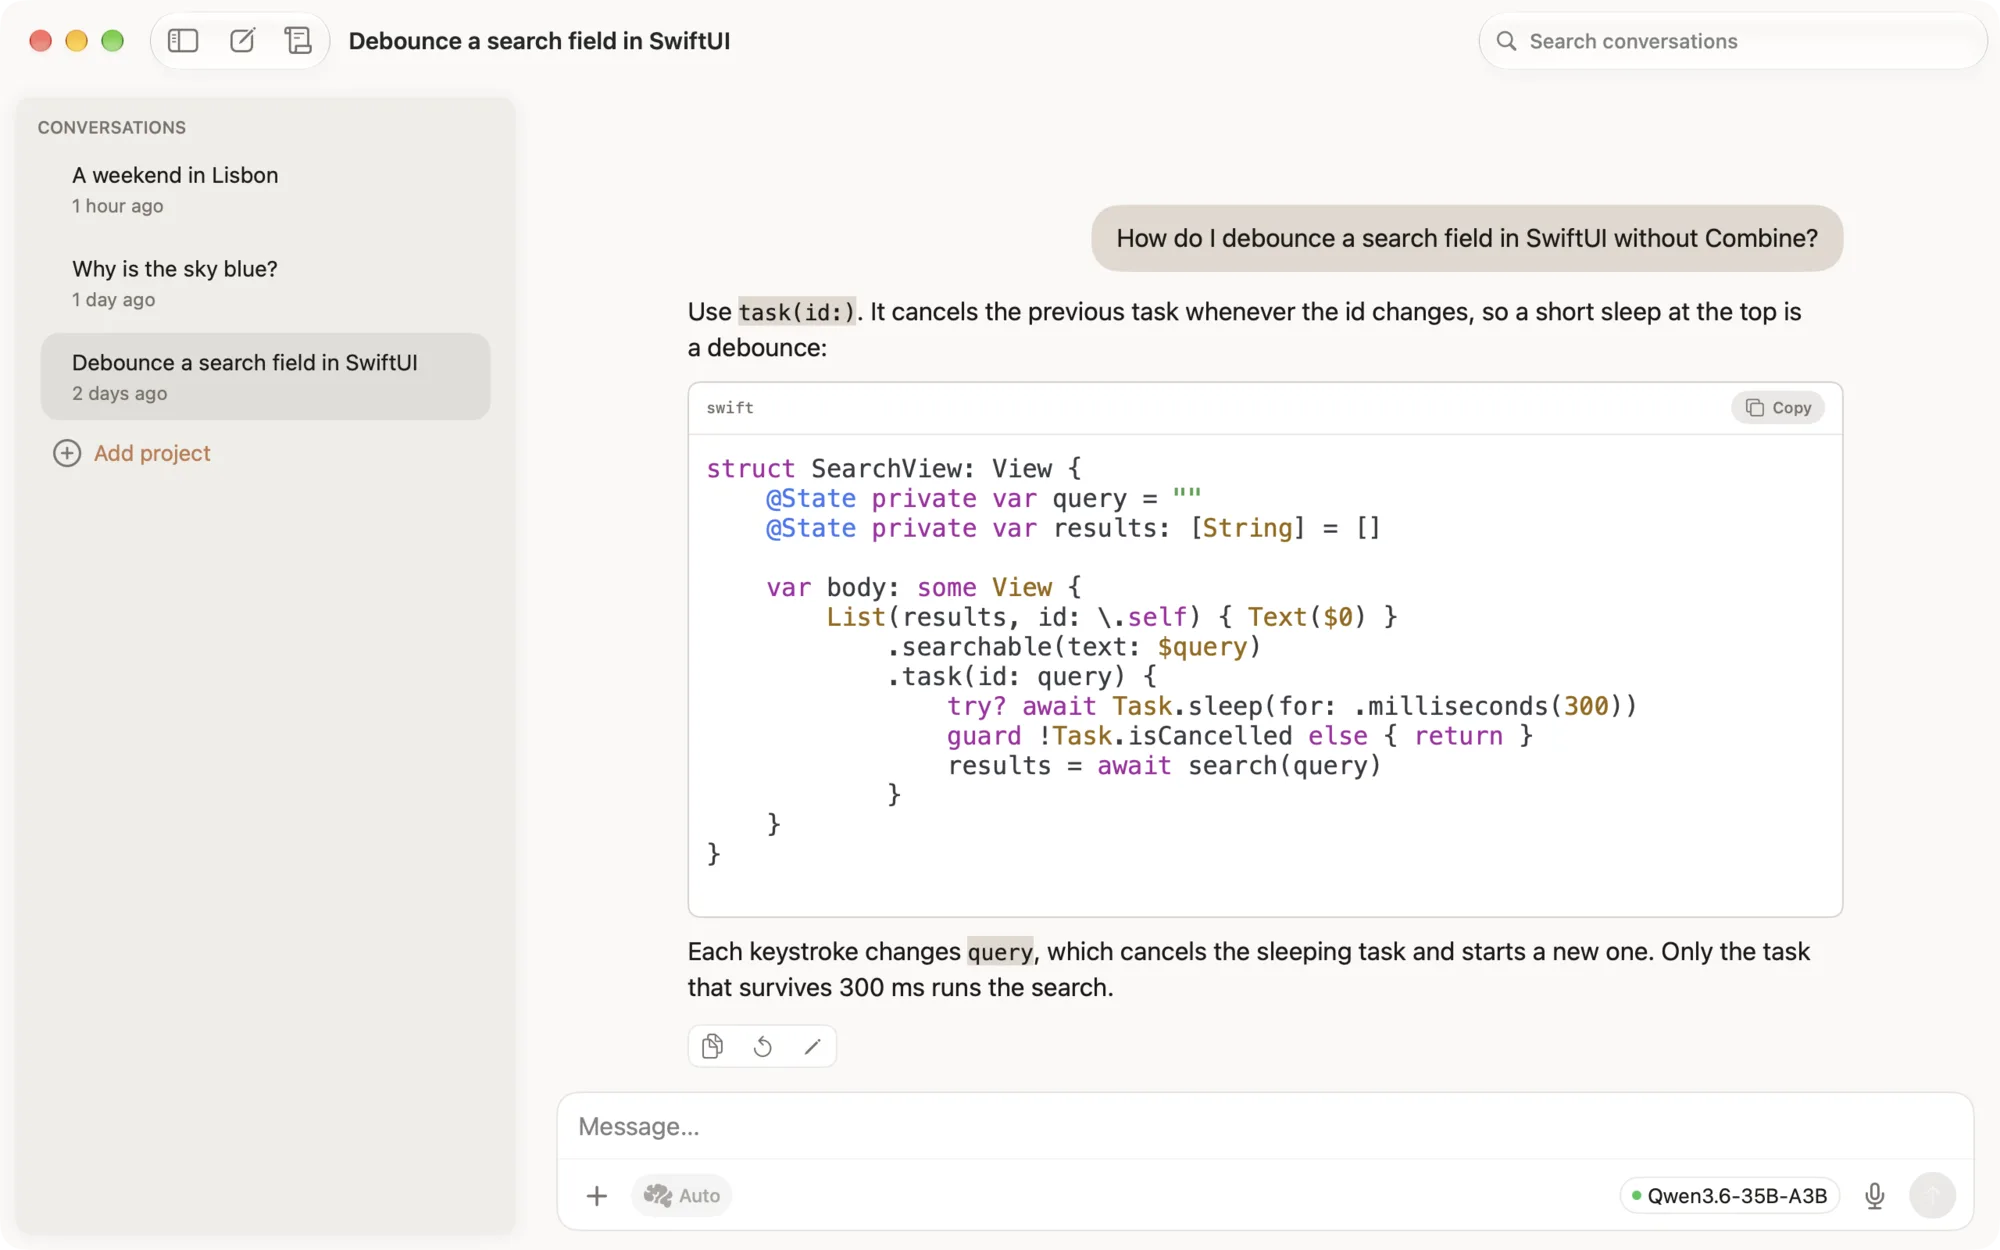 Debounce a search field in SwiftUI
Search conversations
CONVERSATIONS
A weekend in Lisbon
1 hour ago
Why is the sky blue?
1 day ago
Debounce a search field in SwiftUI
2 days ago
Add project
How do I debounce a search field in SwiftUI without Combine?
Use task(id:). It cancels the previous task whenever the id changes, so a short sleep at the top is
a debounce:
swift
Copy
struct SearchView: View {
    @State private var query = ""
    @State private var results: [String] = []

    var body: some View {
        List(results, id: \.self) { Text($0) }
            .searchable(text: $query)
            .task(id: query) {
                try? await Task.sleep(for: .milliseconds(300))
                guard !Task.isCancelled else { return }
                results = await search(query)
            }
    }
}
Each keystroke changes query, which cancels the sleeping task and starts a new one. Only the task
that survives 300 ms runs the search.
Message...
Auto
Qwen3.6-35B-A3B